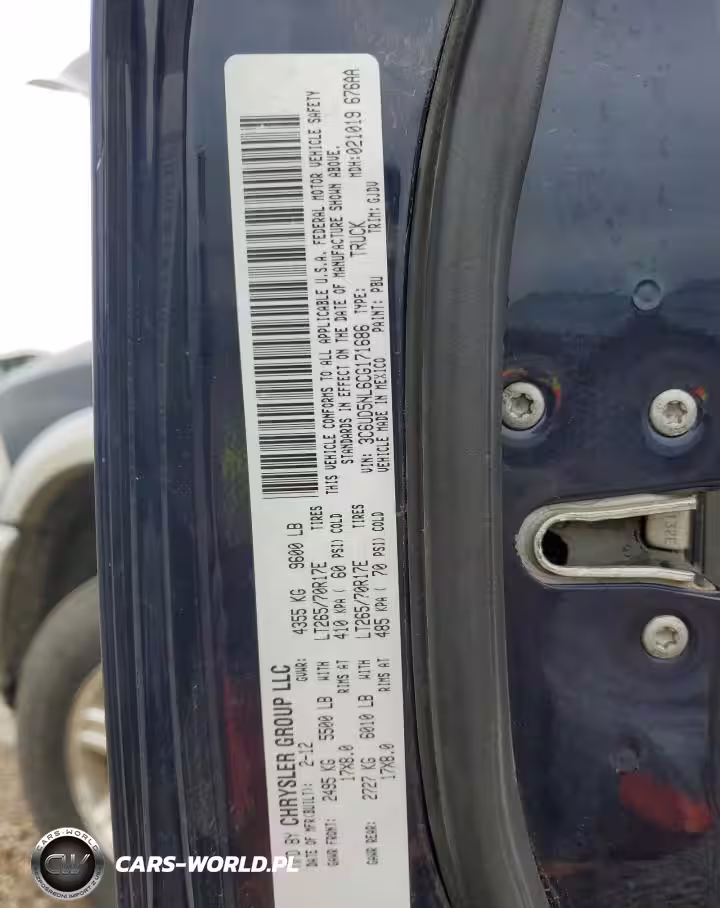 MF'D BY CHRYSLER GROUP LLC
DATE OF MFR(BUILT): 2-12 GVWR: 4355 KG 9600 LB
GAWR FRONT: 2495 KG 5500 LB WITH LT265/70R17E TIRES
17X8.0 RIMS AT 410 KPA ( 60 PSI) COLD
GAWR REAR: 2727 KG 6010 LB WITH LT265/70R17E TIRES
17X8.0 RIMS AT 485 KPA ( 70 PSI) COLD
THIS VEHICLE CONFORMS TO ALL APPLICABLE U.S.A. FEDERAL MOTOR VEHICLE SAFETY
STANDARDS IN EFFECT ON THE DATE OF MANUFACTURE SHOWN ABOVE.
VIN: 3C6UD5NL6CG171686 TYPE: TRUCK MDH:021019 676AA
VEHICLE MADE IN MEXICO PAINT: PBU TRIM: GJDV
CARS-WORLD
CW
CARS-WORLD.PL